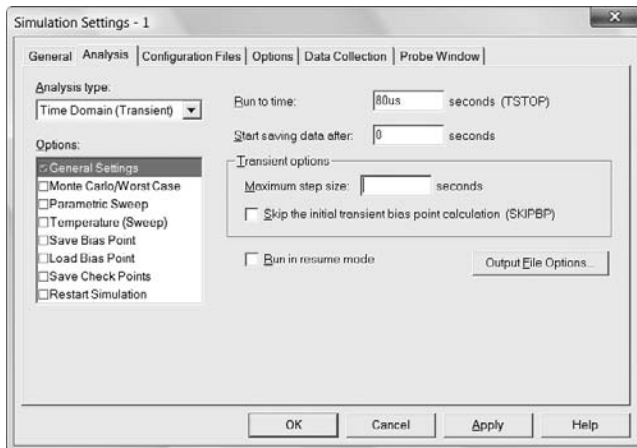 Simulation Settings - 1
General Analysis Configuration Files Options Data Collection Probe Window
Analysis type:
Time Domain (Transient)
Options:
General Settings
Monte Carlo/Worst Case
Parametric Sweep
Temperature (Sweep)
Save Bias Point
Load Bias Point
Save Check Points
Restart Simulation
Run to time: 80us seconds (TSTOP)
Start saving data after: 0 seconds
Transient options
Maximum step size: seconds
Skip the initial transient bias point calculation (SKIPBP)
Run in resume mode
Output File Options...
OK Cancel Apply Help